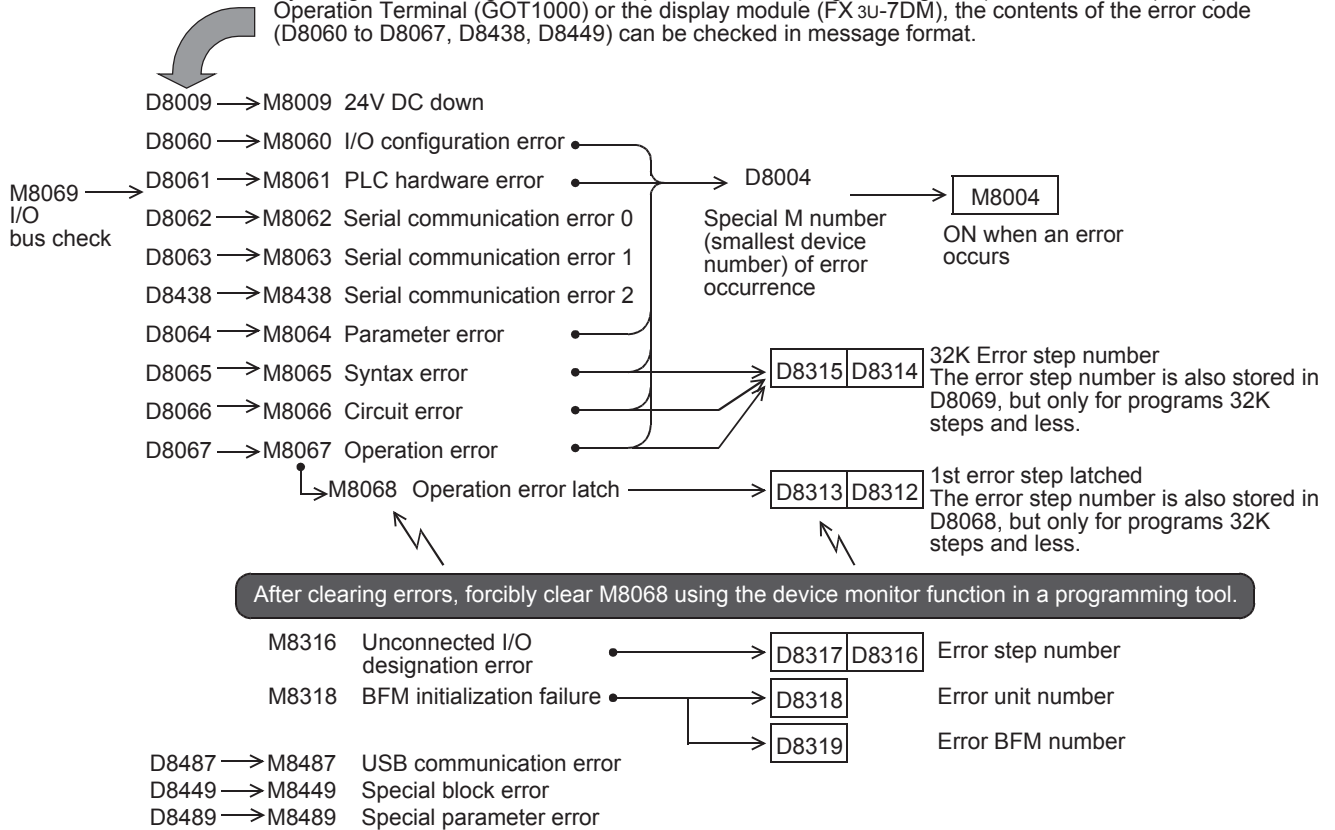 Operation Terminal (GOT1000) or the display module (FX3U-7DM), the contents of the error code
(D8060 to D8067, D8438, D8449) can be checked in message format.
D8009 M8009 24V DC down
D8060 M8060 I/O configuration error
M8069
I/O
bus check
D8061 M8061 PLC hardware error
D8062 M8062 Serial communication error 0
D8063 M8063 Serial communication error 1
D8438 M8438 Serial communication error 2
D8064 M8064 Parameter error
D8065 M8065 Syntax error
D8066 M8066 Circuit error
D8067 M8067 Operation error
M8068 Operation error latch
D8004
Special M number
(smallest device
number) of error
occurrence
M8004
ON when an error
occurs
D8315 D8314
32K Error step number
The error step number is also stored in
D8069, but only for programs 32K
steps and less.
D8313 D8312
1st error step latched
The error step number is also stored in
D8068, but only for programs 32K
steps and less.
After clearing errors, forcibly clear M8068 using the device monitor function in a programming tool.
M8316 Unconnected I/O
designation error
D8317 D8316 Error step number
M8318 BFM initialization failure
D8318 Error unit number
D8319 Error BFM number
D8487 M8487 USB communication error
D8449 M8449 Special block error
D8489 M8489 Special parameter error